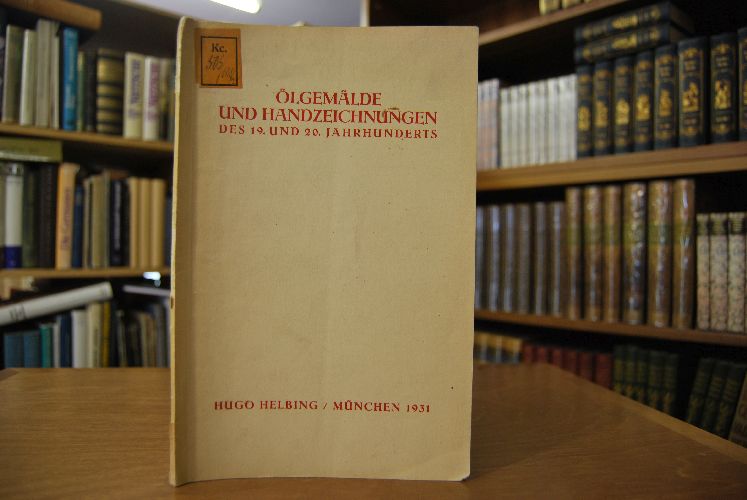 Kc.
ÖLGEMÄLDE
UND HANDZEICHNUNGEN
DES 19. UND 20. JAHRHUNDERTS
HUGO HELBING / MÜNCHEN 1931